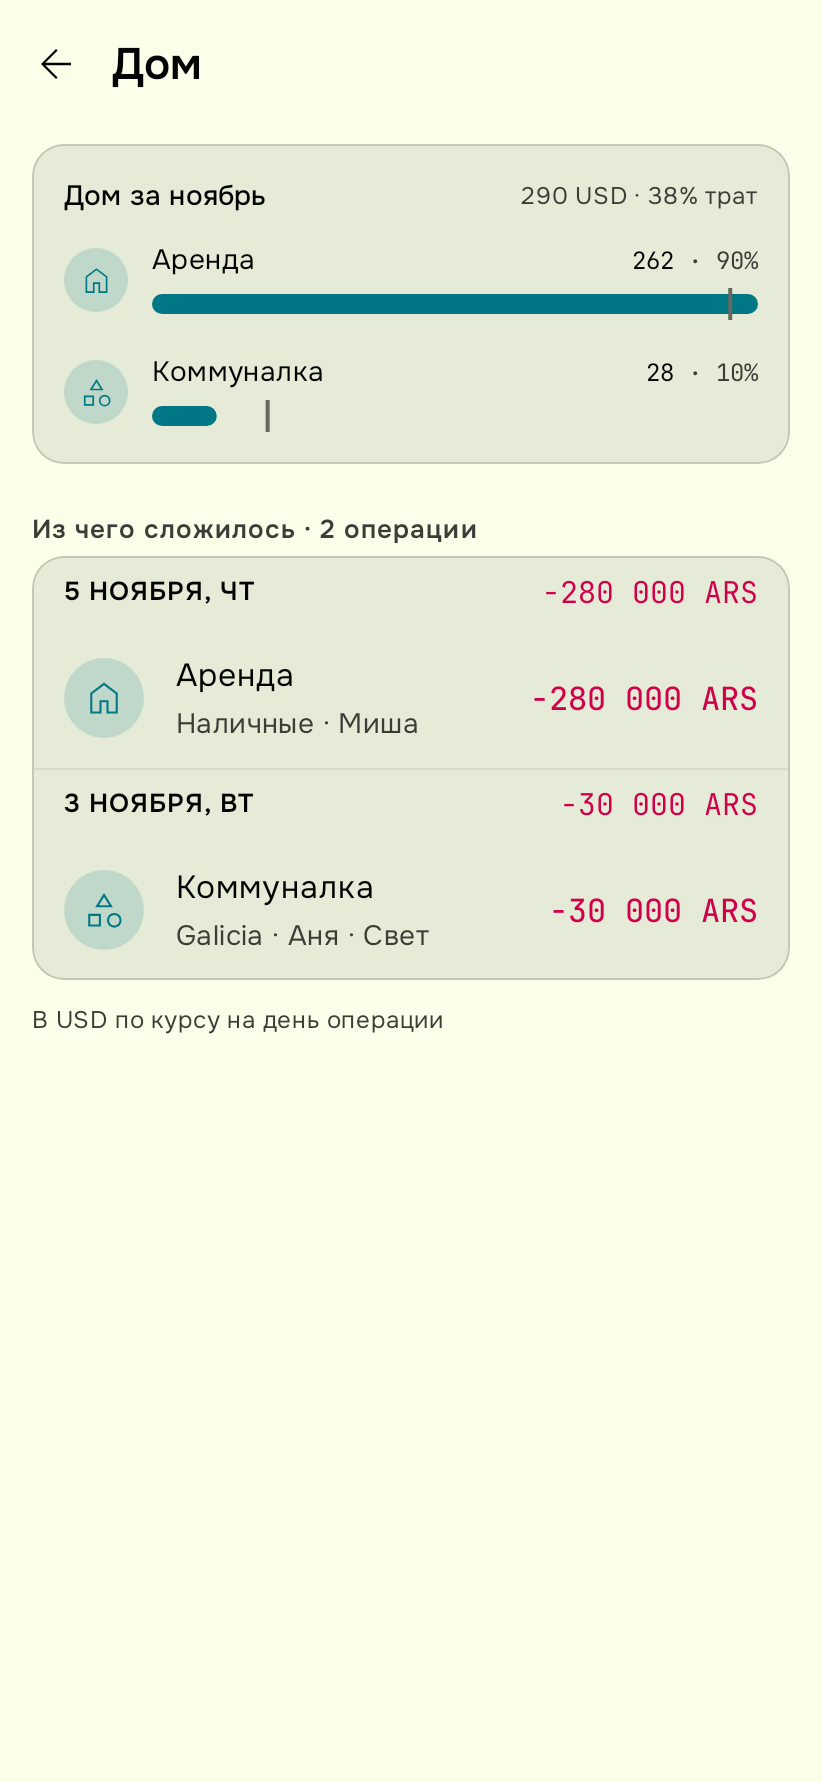 Дом
Дом за ноябрь 290 USD · 38% трат
Аренда 262 · 90%
Коммуналка 28 · 10%
Из чего сложилось · 2 операции
5 НОЯБРЯ, ЧТ -280 000 ARS
Аренда -280 000 ARS
Наличные · Миша
3 НОЯБРЯ, ВТ -30 000 ARS
Коммуналка -30 000 ARS
Galicia · Аня · Свет
В USD по курсу на день операции